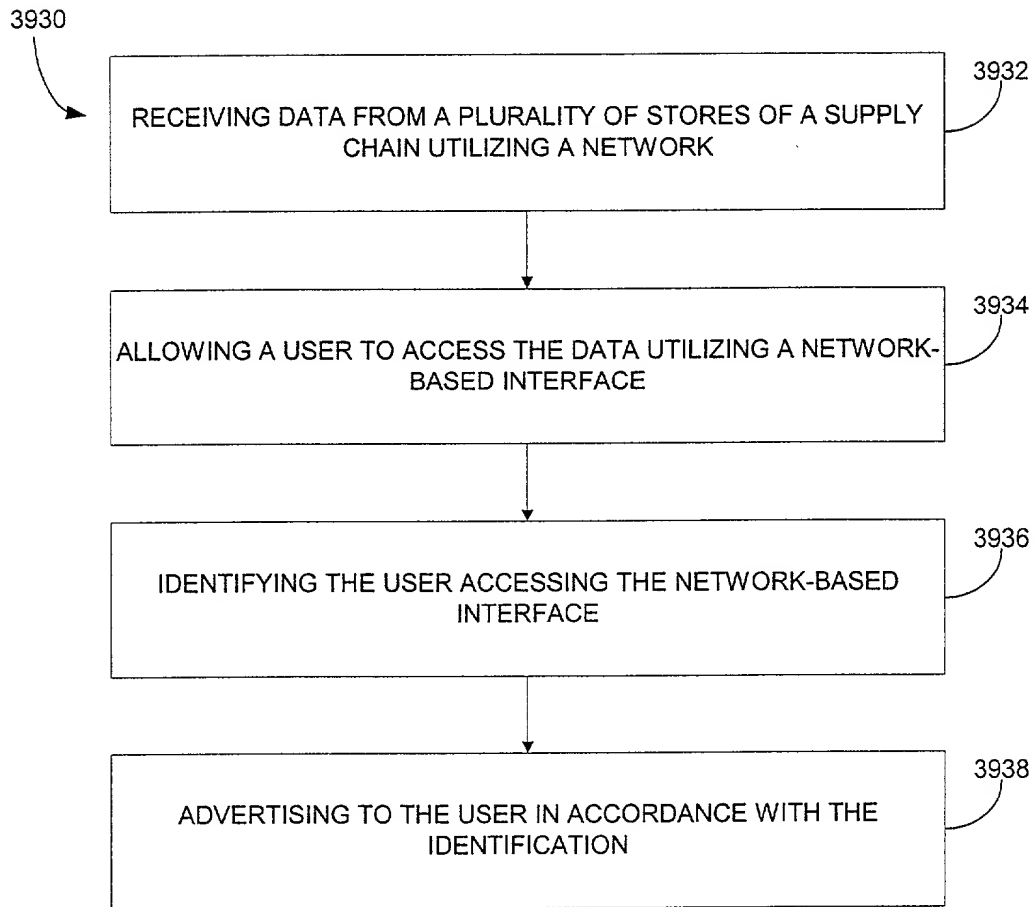 3930
3932
RECEIVING DATA FROM A PLURALITY OF STORES OF A SUPPLY
CHAIN UTILIZING A NETWORK
3934
ALLOWING A USER TO ACCESS THE DATA UTILIZING A NETWORK-
BASED INTERFACE
3936
IDENTIFYING THE USER ACCESSING THE NETWORK-BASED
INTERFACE
3938
ADVERTISING TO THE USER IN ACCORDANCE WITH THE
IDENTIFICATION